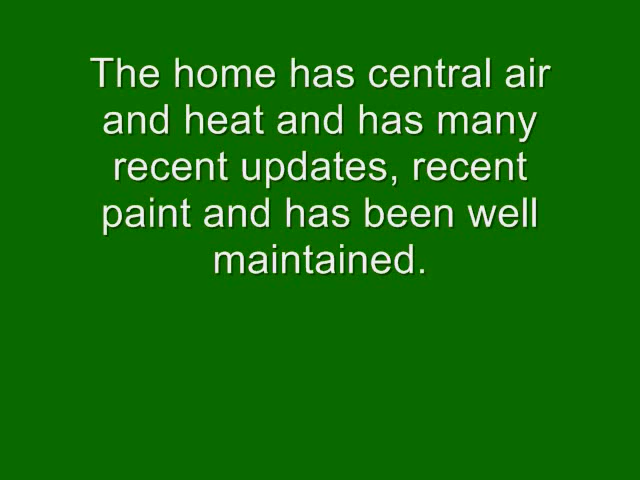 The home has central air
and heat and has many
recent updates, recent
paint and has been well
maintained.